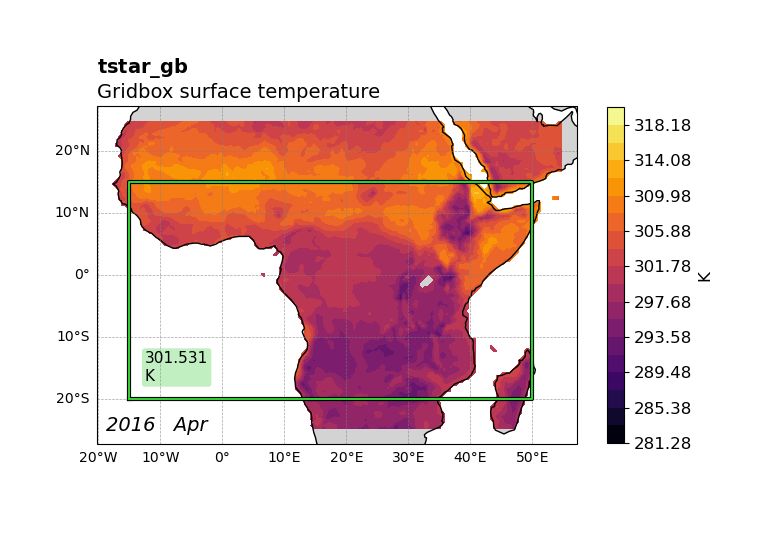 tstar_gb
Gridbox surface temperature
20°N
10°N
0°
10°S
20°S
20°W 10°W 0° 10°E 20°E 30°E 40°E 50°E
301.531
K
2016 Apr
318.18
314.08
309.98
305.88
301.78
297.68
293.58
289.48
285.38
281.28
K